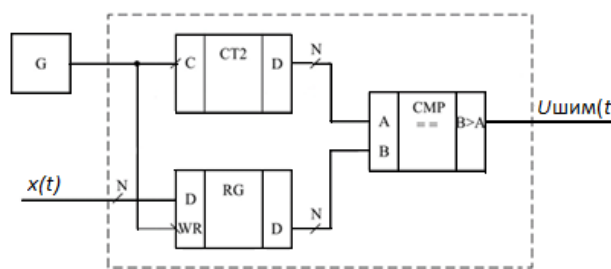 G
C CT2 D
N
A CMP B>A
==
B
Uшим(t
x(t)
N
D RG
WR D
N